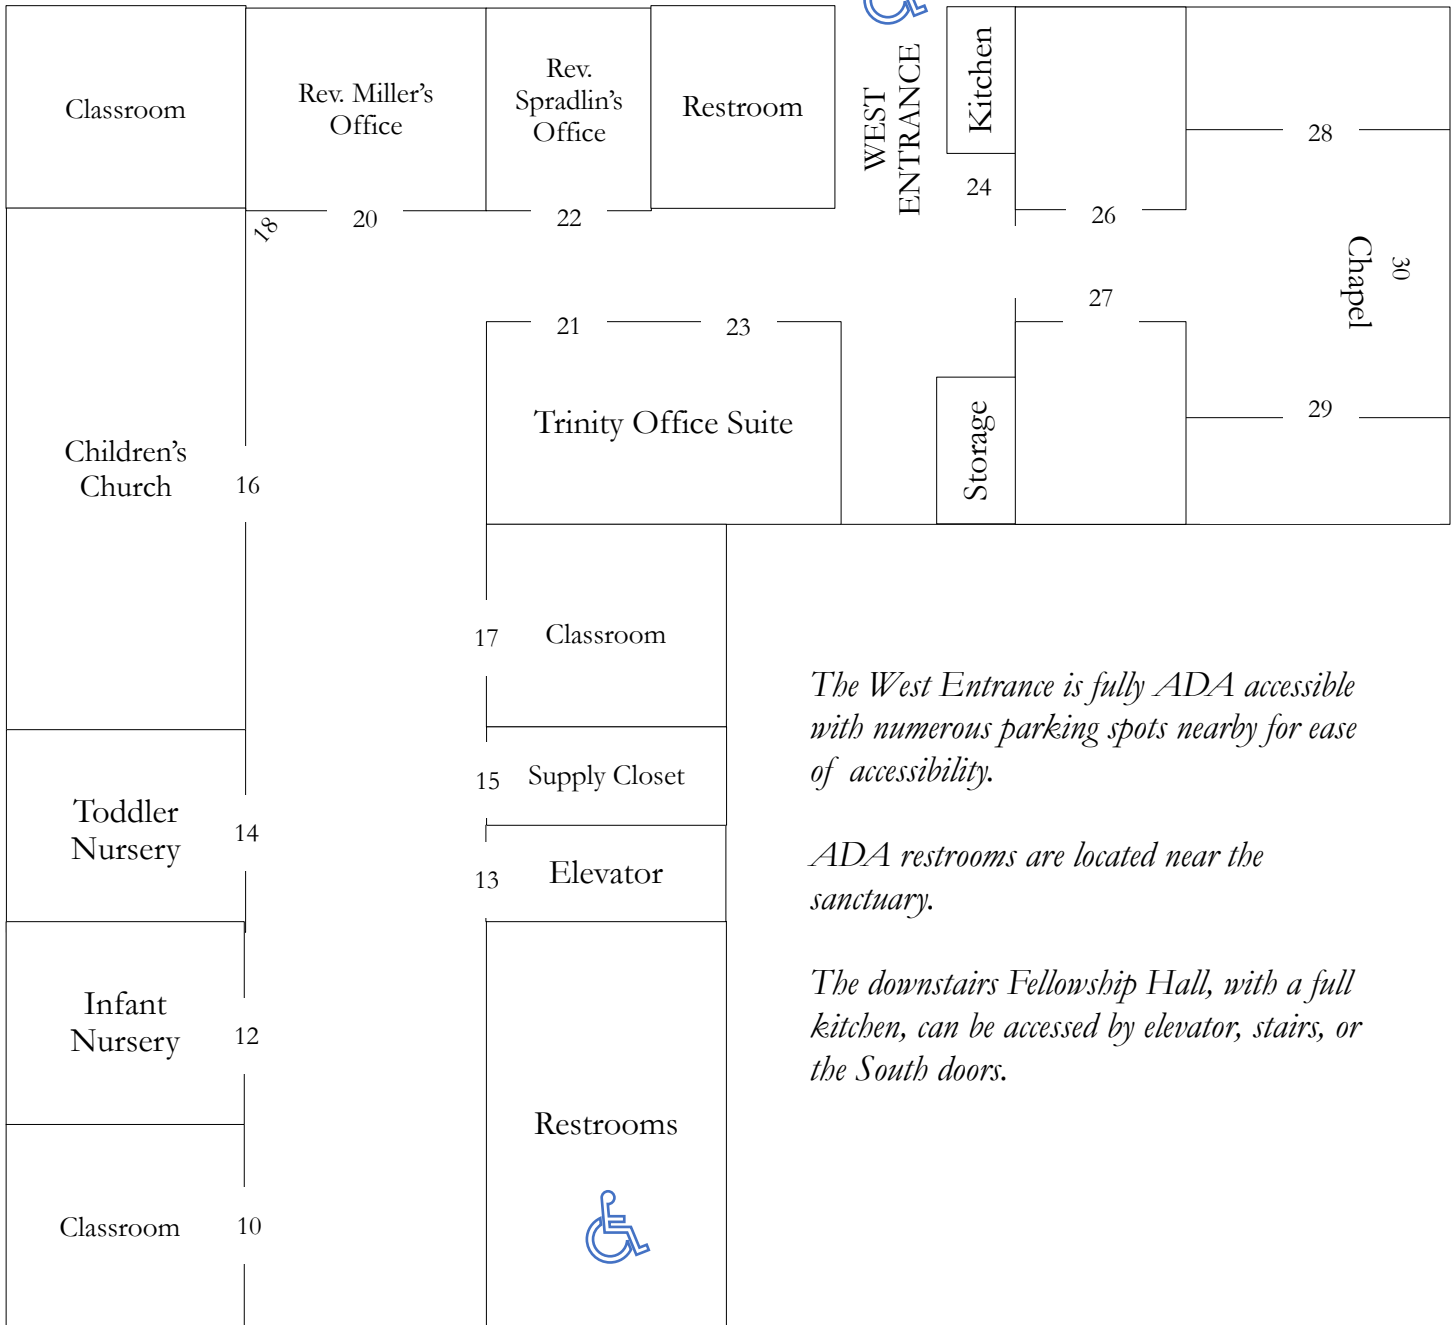 Classroom
Rev. Miller's
Office
Rev.
Spradlin's
Office
Restroom
WEST
ENTRANCE
Kitchen
24
28
18
20
22
26
Chapel
30
27
21
23
Trinity Office Suite
Storage
29
Children's
Church
16
17
Classroom
The West Entrance is fully ADA accessible
with numerous parking spots nearby for ease
of accessibility.
15
Supply Closet
Toddler
Nursery
14
13
Elevator
ADA restrooms are located near the
sanctuary.
Infant
Nursery
12
The downstairs Fellowship Hall, with a full
kitchen, can be accessed by elevator, stairs, or
the South doors.
Restrooms
Classroom
10